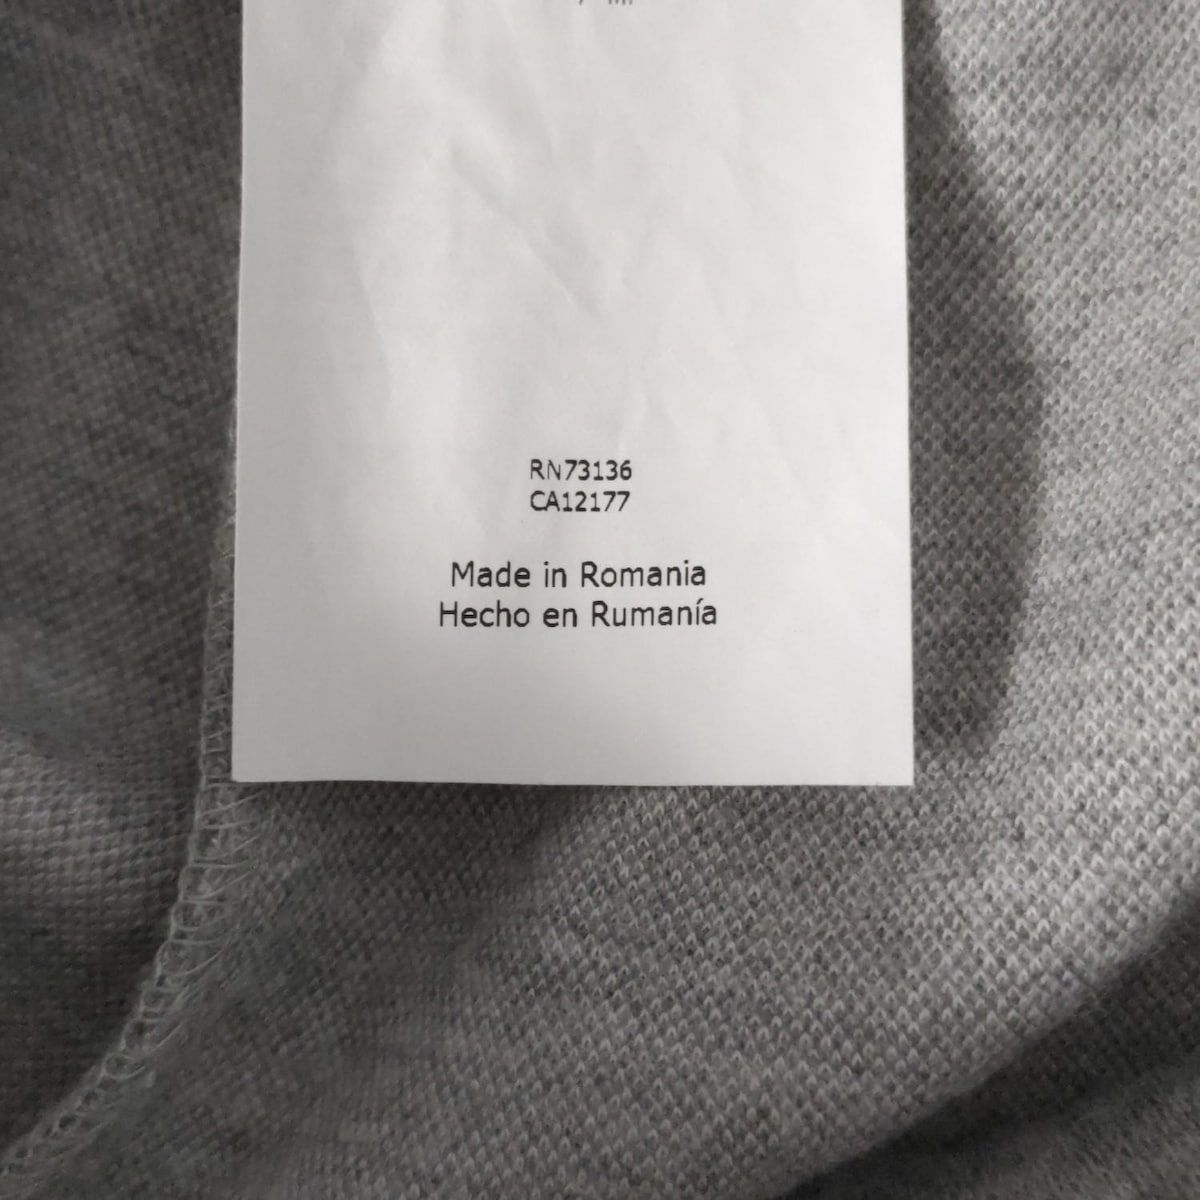 RN73136
CA12177
Made in Romania
Hecho en Rumanía